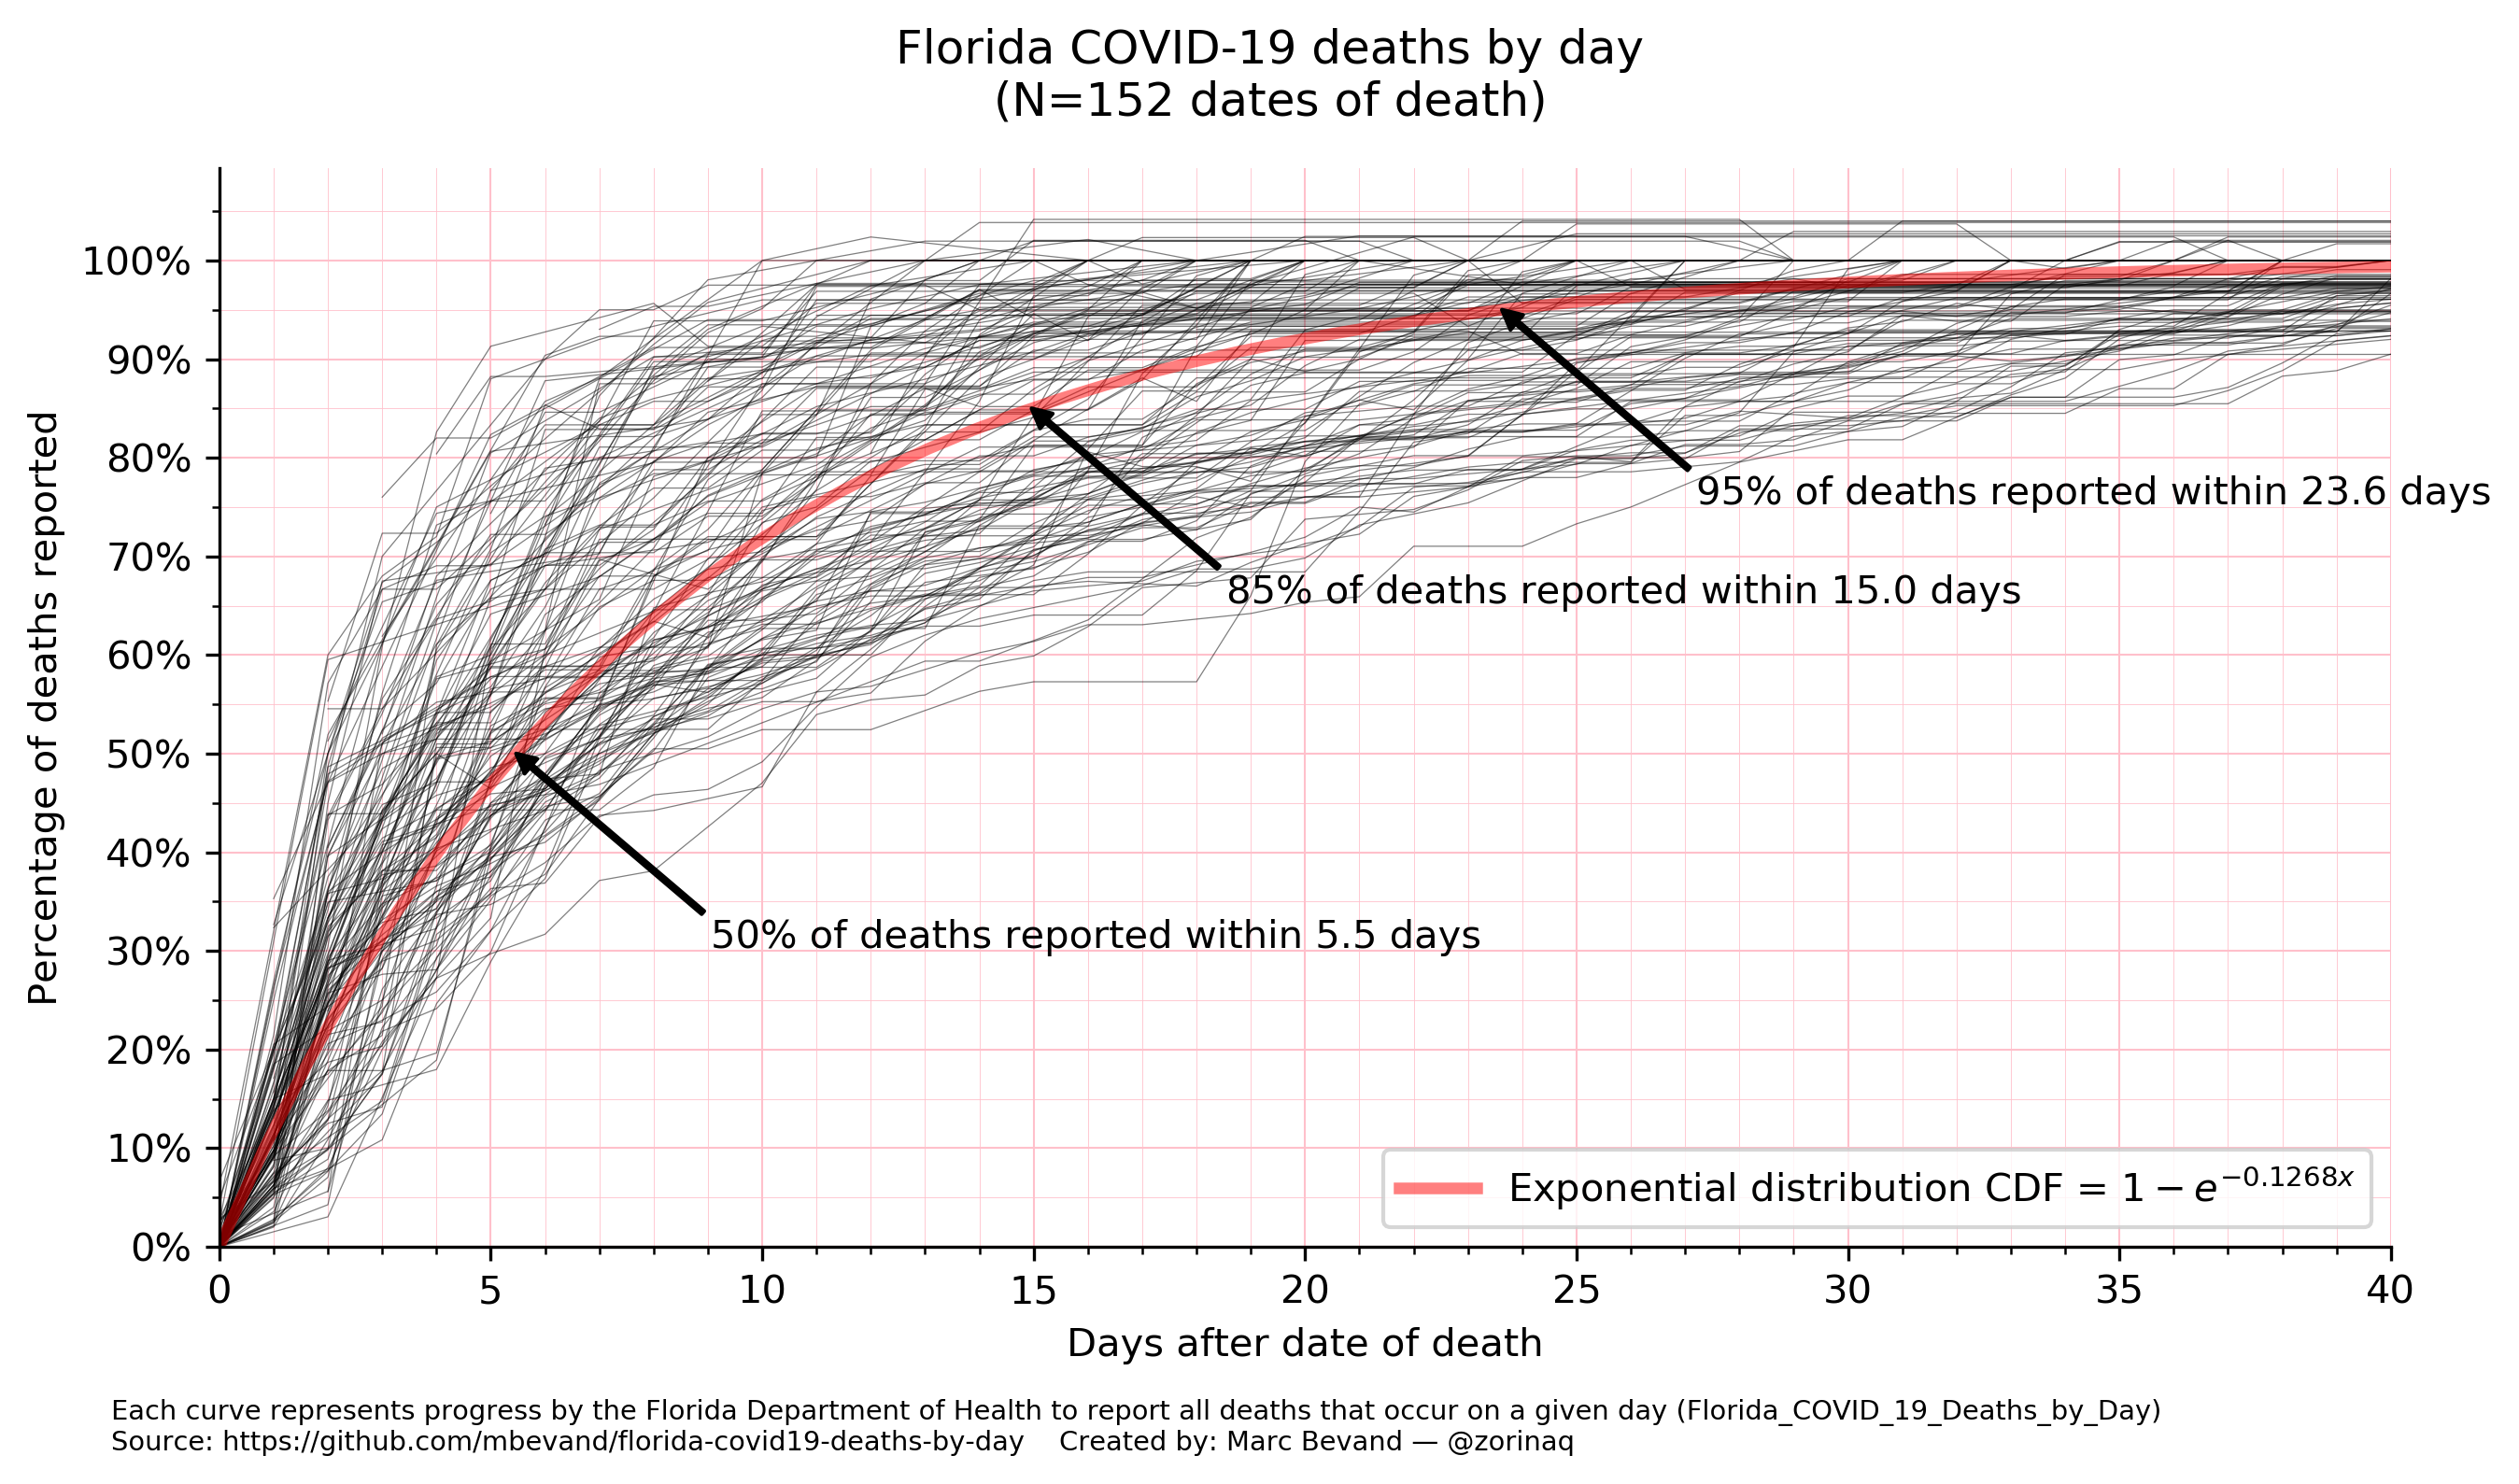 Florida COVID-19 deaths by day
(N=152 dates of death)
Percentage of deaths reported
100%
90%
80%
70%
60%
50%
40%
30%
20%
10%
0%
95% of deaths reported within 23.6 days
85% of deaths reported within 15.0 days
50% of deaths reported within 5.5 days
Exponential distribution CDF = 1 − e^{−0.1268x}
0 5 10 15 20 25 30 35 40
Days after date of death
Each curve represents progress by the Florida Department of Health to report all deaths that occur on a given day (Florida_COVID_19_Deaths_by_Day)
Source: https://github.com/mbevand/florida-covid19-deaths-by-day Created by: Marc Bevand — @zorinaq